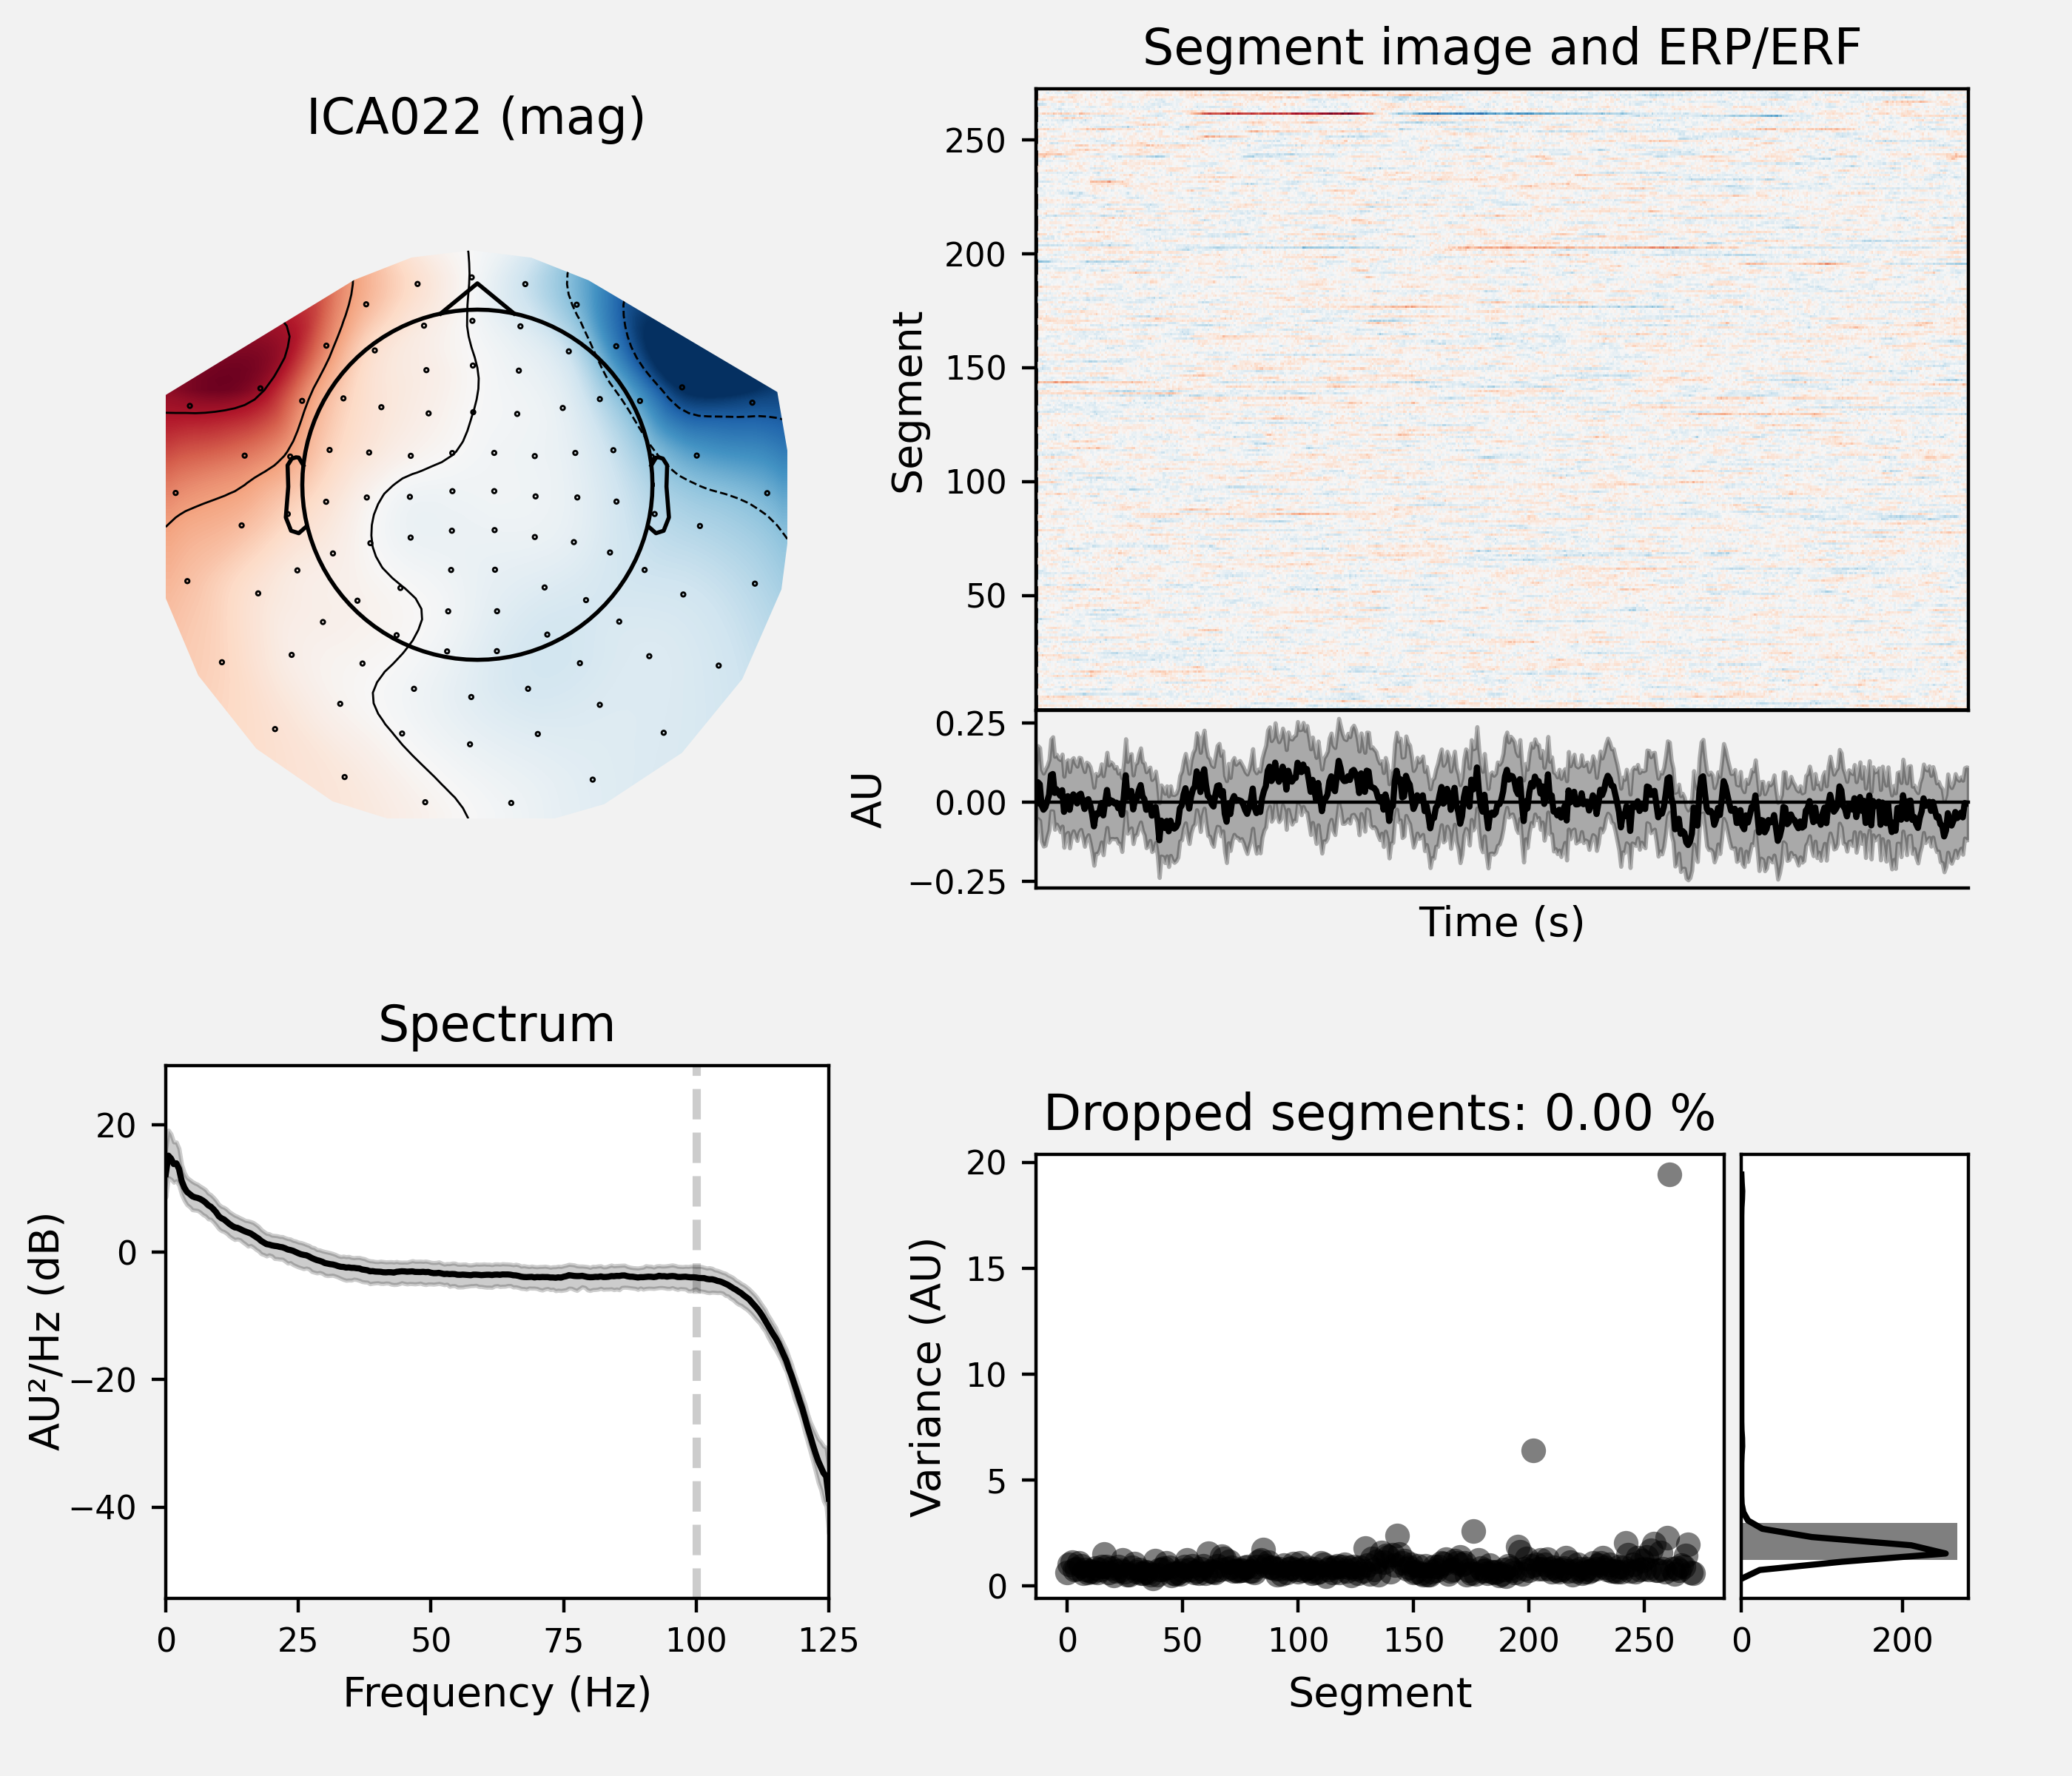 ICA022 (mag)
Segment image and ERP/ERF
Segment
250
200
150
100
50
AU
0.25
0.00
−0.25
Time (s)
Spectrum
AU²/Hz (dB)
20
0
−20
−40
0 25 50 75 100 125
Frequency (Hz)
Dropped segments: 0.00 %
Variance (AU)
20
15
10
5
0
0 50 100 150 200 250
Segment
0 200